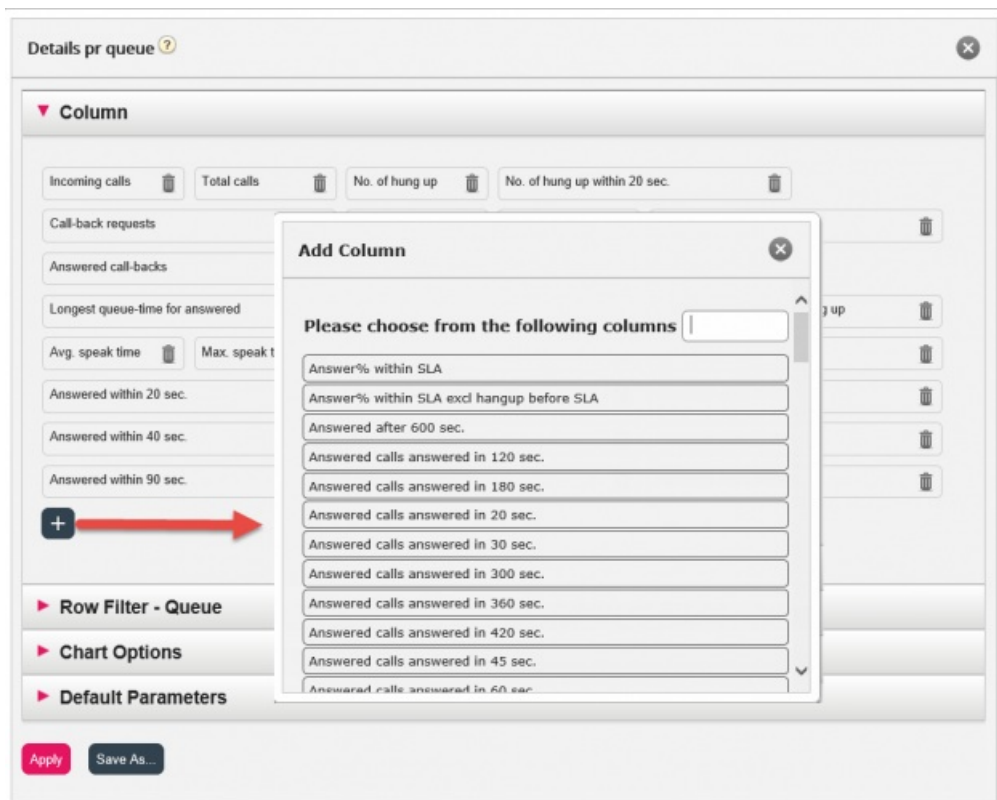 Details pr queue ?
Column
Incoming calls Total calls No. of hung up No. of hung up within 20 sec.
Call-back requests
Answered call-backs
Longest queue-time for answered g up
Avg. speak time Max. speak t
Answered within 20 sec.
Answered within 40 sec.
Answered within 90 sec.
+
Add Column
Please choose from the following columns
Answer% within SLA
Answer% within SLA excl hangup before SLA
Answered after 600 sec.
Answered calls answered in 120 sec.
Answered calls answered in 180 sec.
Answered calls answered in 20 sec.
Answered calls answered in 30 sec.
Answered calls answered in 300 sec.
Answered calls answered in 360 sec.
Answered calls answered in 420 sec.
Answered calls answered in 45 sec.
Answered calls answered in 60 sec.
Row Filter - Queue
Chart Options
Default Parameters
Apply Save As...